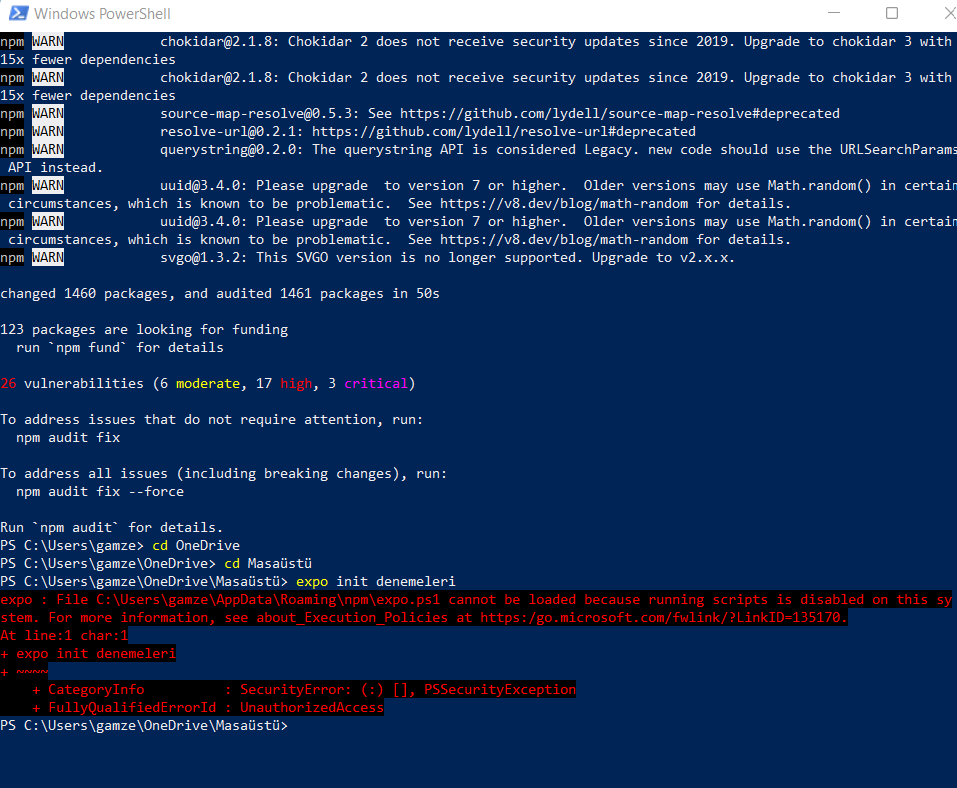 Windows PowerShell
npm WARN            chokidar@2.1.8: Chokidar 2 does not receive security updates since 2019. Upgrade to chokidar 3 with
15x fewer dependencies
npm WARN            chokidar@2.1.8: Chokidar 2 does not receive security updates since 2019. Upgrade to chokidar 3 with
15x fewer dependencies
npm WARN            source-map-resolve@0.5.3: See https://github.com/lydell/source-map-resolve#deprecated
npm WARN            resolve-url@0.2.1: https://github.com/lydell/resolve-url#deprecated
npm WARN            querystring@0.2.0: The querystring API is considered Legacy. new code should use the URLSearchParams
 API instead.
npm WARN            uuid@3.4.0: Please upgrade  to version 7 or higher.  Older versions may use Math.random() in certain
 circumstances, which is known to be problematic.  See https://v8.dev/blog/math-random for details.
npm WARN            uuid@3.4.0: Please upgrade  to version 7 or higher.  Older versions may use Math.random() in certain
 circumstances, which is known to be problematic.  See https://v8.dev/blog/math-random for details.
npm WARN            svgo@1.3.2: This SVGO version is no longer supported. Upgrade to v2.x.x.
changed 1460 packages, and audited 1461 packages in 50s
123 packages are looking for funding
  run `npm fund` for details
26 vulnerabilities (6 moderate, 17 high, 3 critical)
To address issues that do not require attention, run:
  npm audit fix
To address all issues (including breaking changes), run:
  npm audit fix --force
Run `npm audit` for details.
PS C:\Users\gamze> cd OneDrive
PS C:\Users\gamze\OneDrive> cd Masaüstü
PS C:\Users\gamze\OneDrive\Masaüstü> expo init denemeleri
expo : File C:\Users\gamze\AppData\Roaming\npm\expo.ps1 cannot be loaded because running scripts is disabled on this sy
stem. For more information, see about_Execution_Policies at https:/go.microsoft.com/fwlink/?LinkID=135170.
At line:1 char:1
+ expo init denemeleri
+ ~~~~
    + CategoryInfo          : SecurityError: (:) [], PSSecurityException
    + FullyQualifiedErrorId : UnauthorizedAccess
PS C:\Users\gamze\OneDrive\Masaüstü>